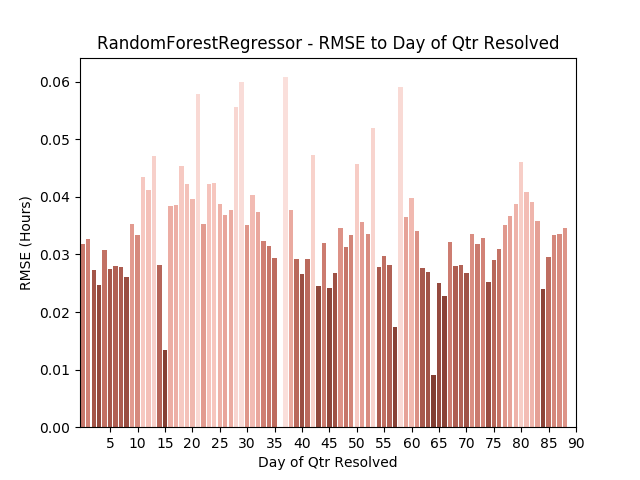 RandomForestRegressor - RMSE to Day of Qtr Resolved
0.06
0.05
0.04
0.03
0.02
0.01
0.00
RMSE (Hours)
5 10 15 20 25 30 35 40 45 50 55 60 65 70 75 80 85 90
Day of Qtr Resolved